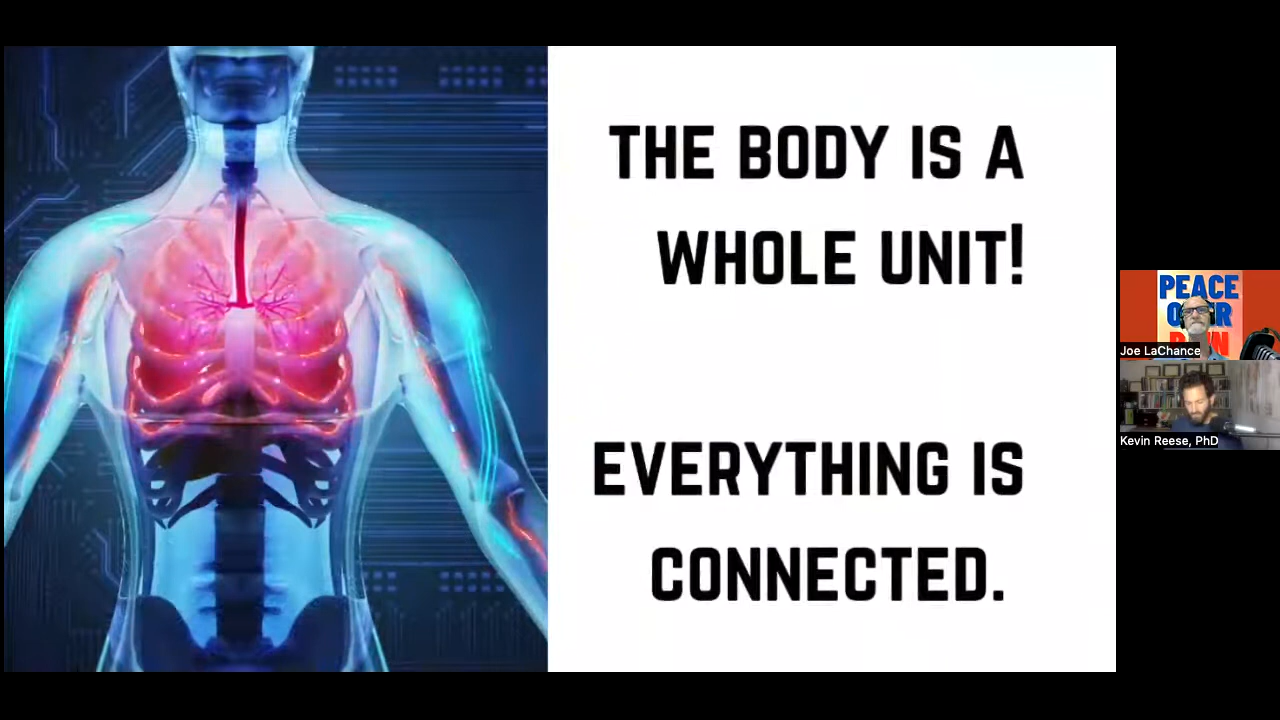 THE BODY IS A
WHOLE UNIT!
EVERYTHING IS
CONNECTED.
PEACE
Joe LaChance
Kevin Reese, PhD